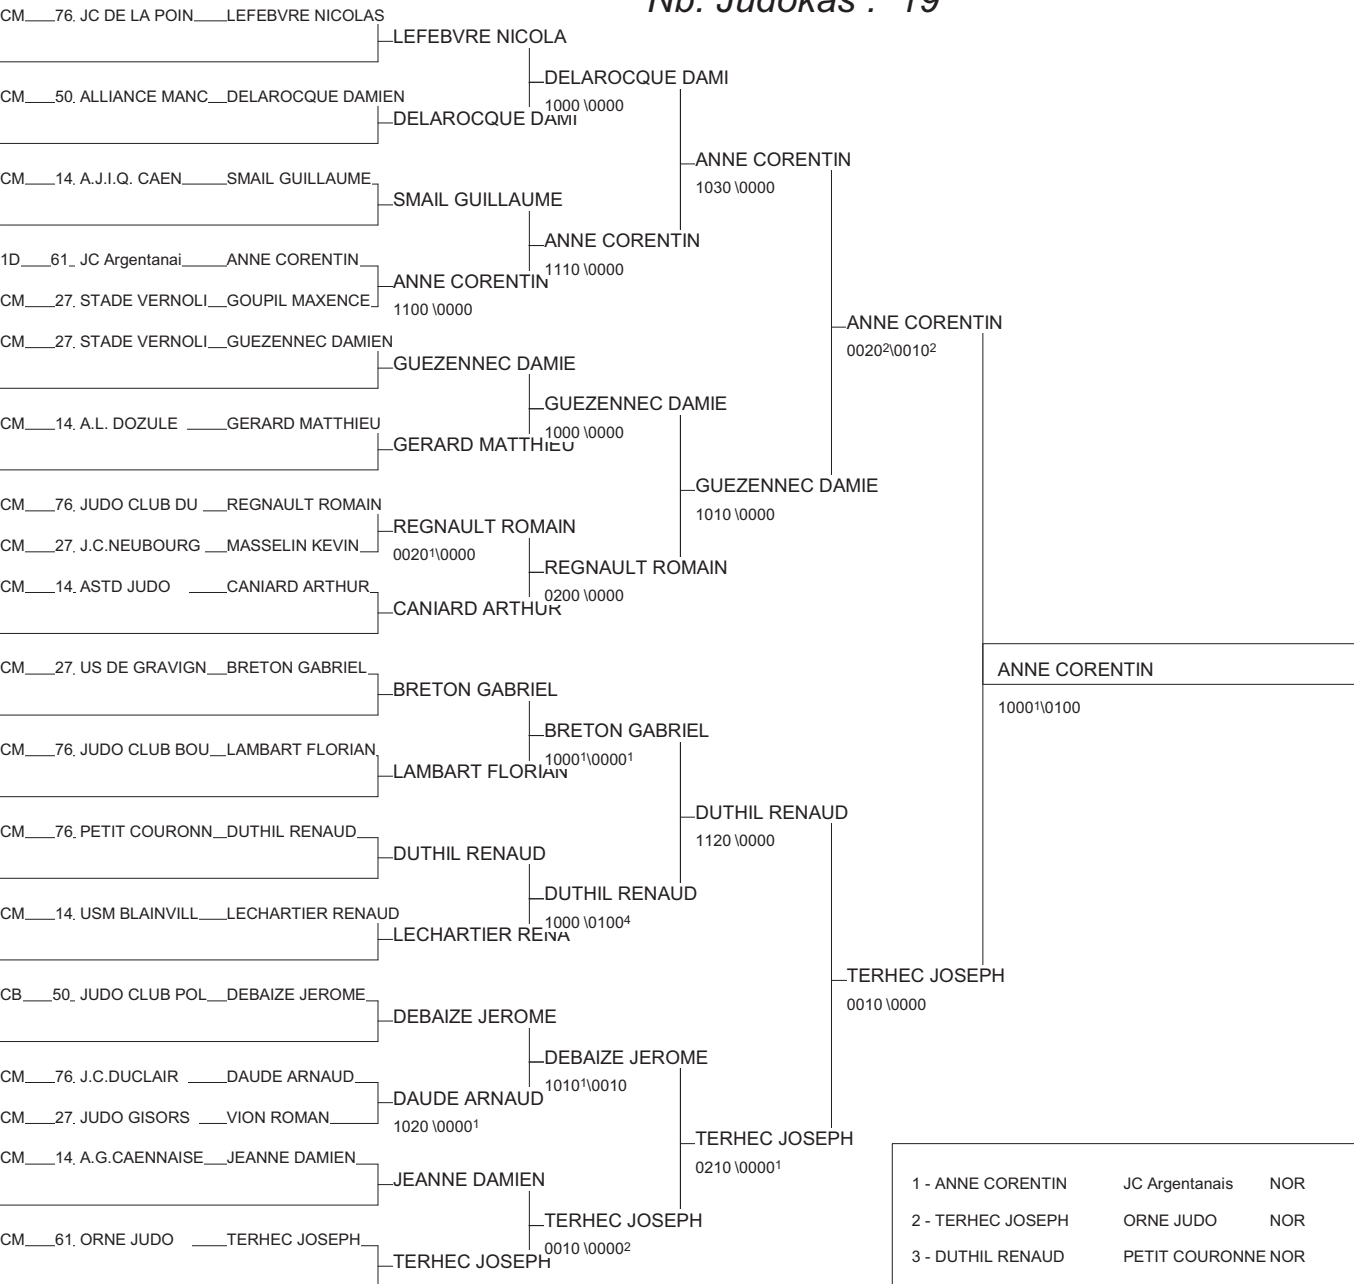 Nb. Judokas : 19
CM 76 JC DE LA POIN LEFEBVRE NICOLAS
LEFEBVRE NICOLA
DELAROCQUE DAMI
1000 \0000
CM 50 ALLIANCE MANC DELAROCQUE DAMIEN
DELAROCQUE DAMI
ANNE CORENTIN
1030 \0000
CM 14 A.J.I.Q. CAEN SMAIL GUILLAUME
SMAIL GUILLAUME
ANNE CORENTIN
1110 \0000
1D 61 JC Argentanai ANNE CORENTIN
ANNE CORENTIN
1100 \0000
CM 27 STADE VERNOLI GOUPIL MAXENCE
ANNE CORENTIN
0020²\0010²
CM 27 STADE VERNOLI GUEZENNEC DAMIEN
GUEZENNEC DAMIE
GUEZENNEC DAMIE
1000 \0000
CM 14 A.L. DOZULE GERARD MATTHIEU
GERARD MATTHIEU
GUEZENNEC DAMIE
1010 \0000
CM 76 JUDO CLUB DU REGNAULT ROMAIN
REGNAULT ROMAIN
0020¹\0000
CM 27 J.C.NEUBOURG MASSELIN KEVIN
REGNAULT ROMAIN
0200 \0000
CM 14 ASTD JUDO CANIARD ARTHUR
CANIARD ARTHUR
ANNE CORENTIN
1000¹\0100
CM 27 US DE GRAVIGN BRETON GABRIEL
BRETON GABRIEL
BRETON GABRIEL
1000¹\0000¹
CM 76 JUDO CLUB BOU LAMBART FLORIAN
LAMBART FLORIAN
DUTHIL RENAUD
1120 \0000
CM 76 PETIT COURONN DUTHIL RENAUD
DUTHIL RENAUD
DUTHIL RENAUD
1000 \0100⁴
CM 14 USM BLAINVILL LECHARTIER RENAUD
LECHARTIER RENA
TERHEC JOSEPH
0010 \0000
CB 50 JUDO CLUB POL DEBAIZE JEROME
DEBAIZE JEROME
DEBAIZE JEROME
1010¹\0010
CM 76 J.C.DUCLAIR DAUDE ARNAUD
DAUDE ARNAUD
1020 \0000¹
CM 27 JUDO GISORS VION ROMAN
TERHEC JOSEPH
0210 \0000¹
CM 14 A.G.CAENNAISE JEANNE DAMIEN
JEANNE DAMIEN
TERHEC JOSEPH
0010 \0000²
CM 61 ORNE JUDO TERHEC JOSEPH
TERHEC JOSEPH
1 - ANNE CORENTIN JC Argentanais NOR
2 - TERHEC JOSEPH ORNE JUDO NOR
3 - DUTHIL RENAUD PETIT COURONNE NOR